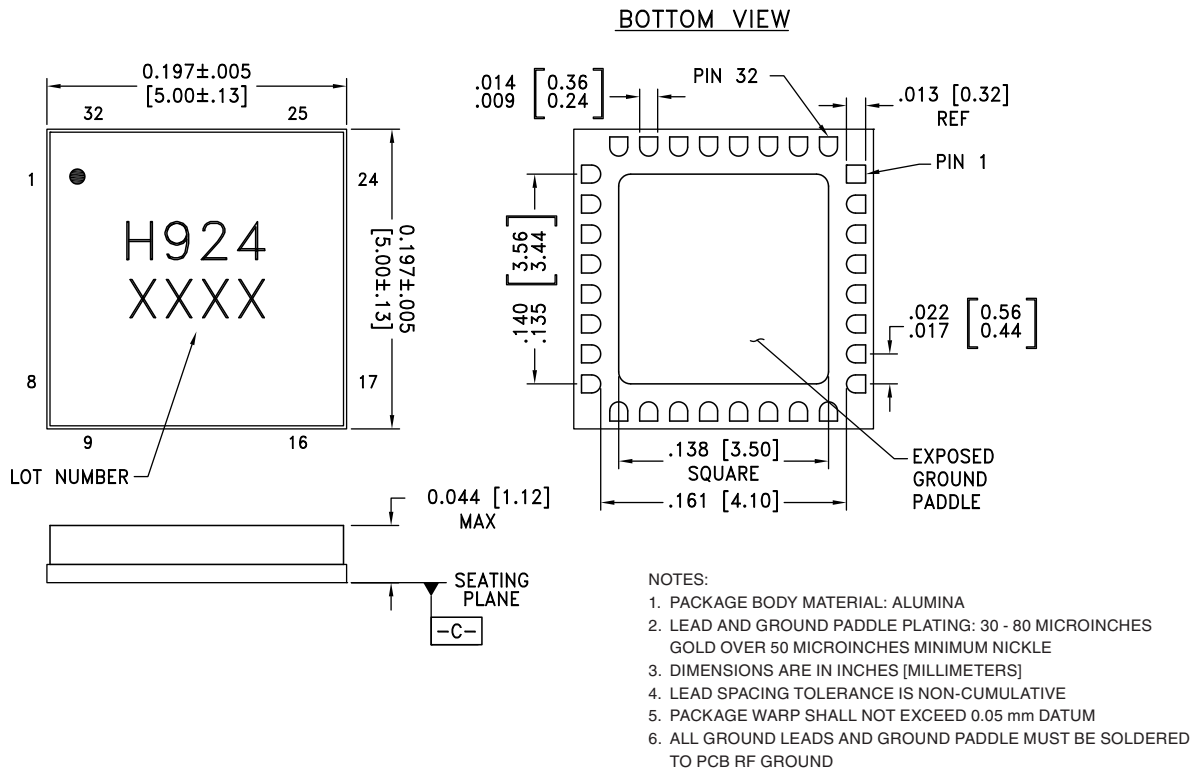 BOTTOM VIEW
0.197±.005
[5.00±.13]
32 25
1 24
8 17
9 16
H924
XXXX
0.197±.005
[5.00±.13]
LOT NUMBER
.014 [0.36]
.009 [0.24]
PIN 32
.013 [0.32]
REF
PIN 1
[3.56]
[3.44]
.140
.135
.022 [0.56]
.017 [0.44]
.138 [3.50]
SQUARE
.161 [4.10]
EXPOSED
GROUND
PADDLE
0.044 [1.12]
MAX
SEATING
PLANE
-C-
NOTES:
1. PACKAGE BODY MATERIAL: ALUMINA
2. LEAD AND GROUND PADDLE PLATING: 30 - 80 MICROINCHES
GOLD OVER 50 MICROINCHES MINIMUM NICKLE
3. DIMENSIONS ARE IN INCHES [MILLIMETERS]
4. LEAD SPACING TOLERANCE IS NON-CUMULATIVE
5. PACKAGE WARP SHALL NOT EXCEED 0.05 mm DATUM
6. ALL GROUND LEADS AND GROUND PADDLE MUST BE SOLDERED
TO PCB RF GROUND